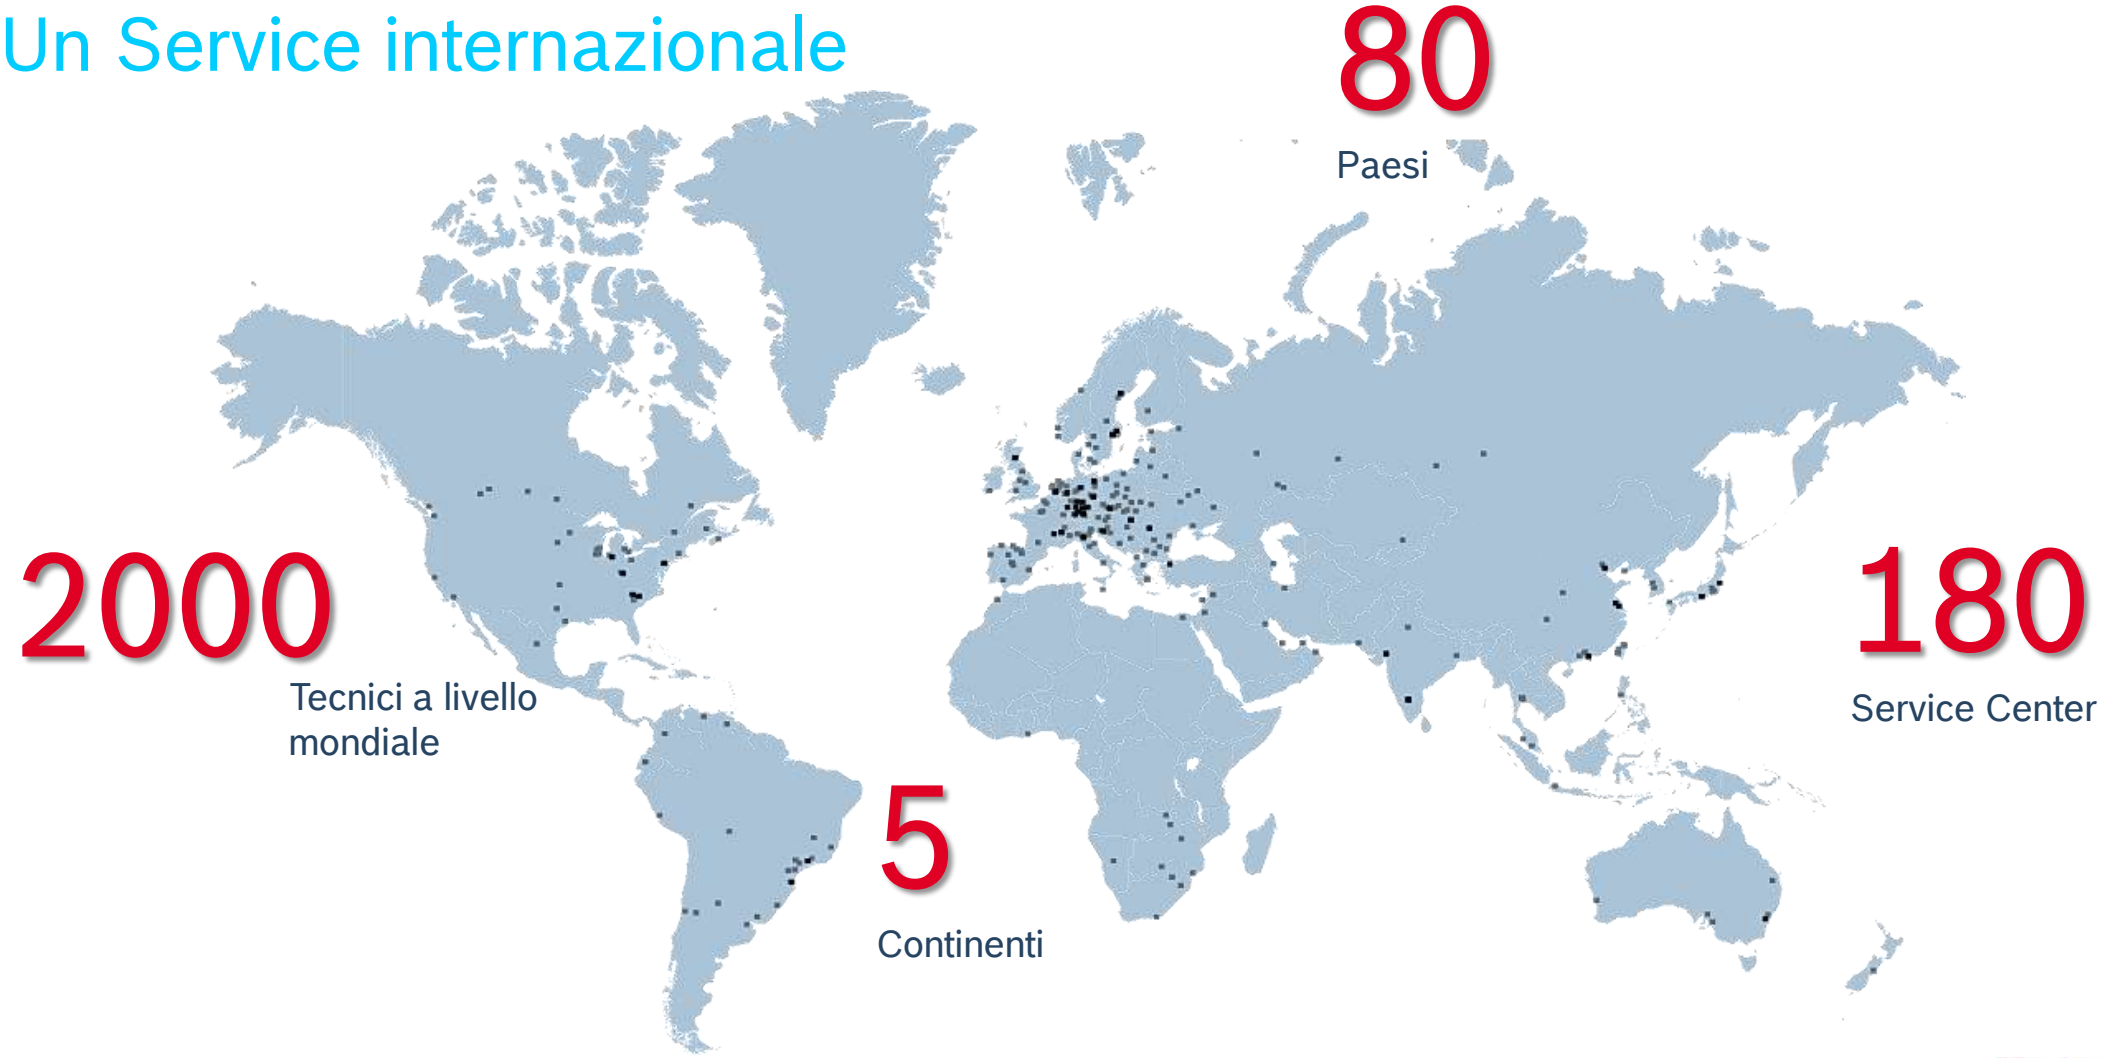 Un Service internazionale
80
Paesi
2000
Tecnici a livello
mondiale
180
Service Center
5
Continenti